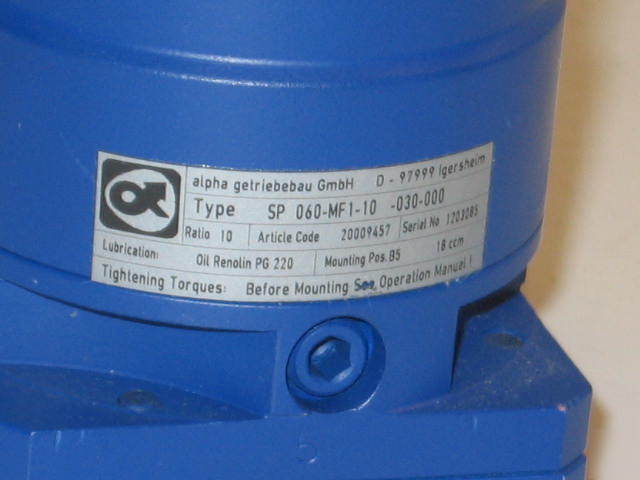 alpha getriebebau GmbH D - 97999 Igersheim
Type SP 060-MF1-10 -030-000
Ratio 10 Article Code 20009457 Serial No 1203085
Lubrication: Oil Renolin PG 220 Mounting Pos. B5 18 ccm
Tightening Torques: Before Mounting See Operation Manual !
5